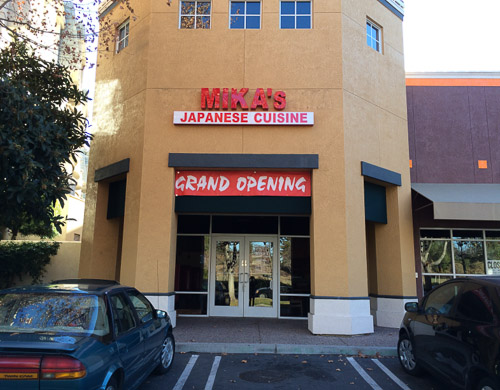 MIKA's
JAPANESE CUISINE
GRAND OPENING